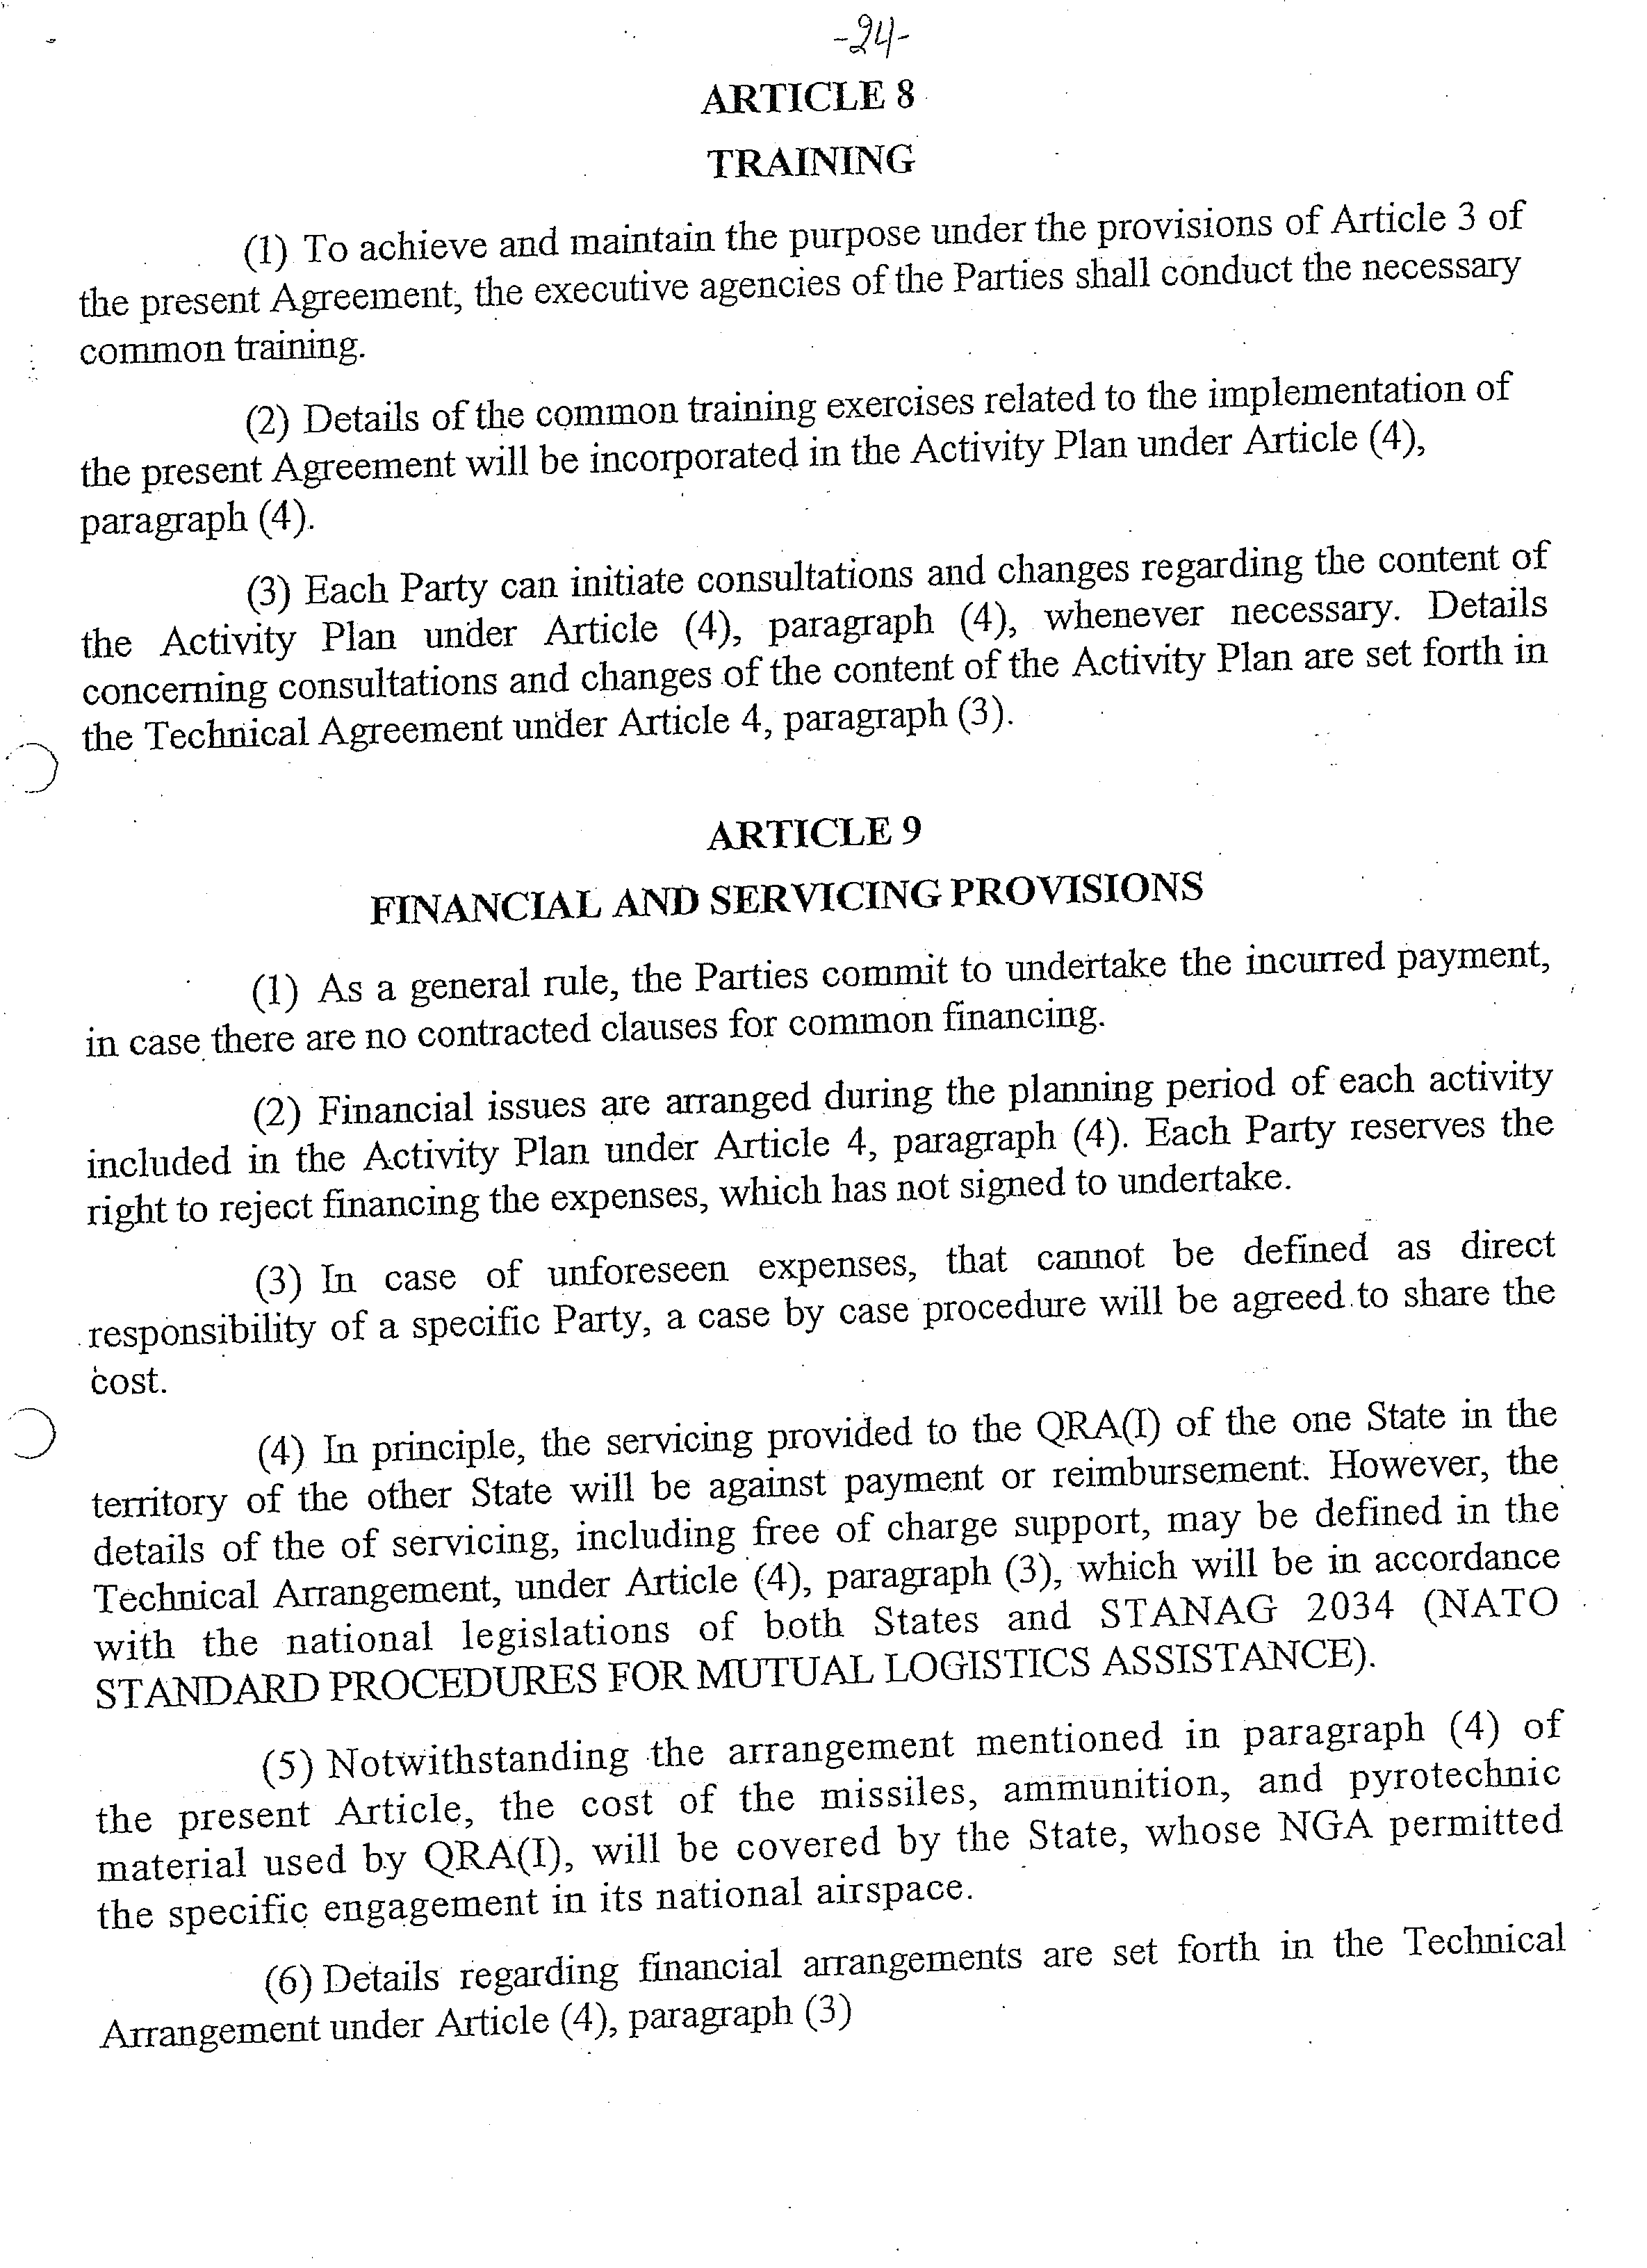 -24-
ARTICLE 8
TRAINING
(1) To achieve and maintain the purpose under the provisions of Article 3 of
the present Agreement, the executive agencies of the Parties shall conduct the necessary
common training.
(2) Details of the common training exercises related to the implementation of
the present Agreement will be incorporated in the Activity Plan under Article (4),
paragraph (4).
(3) Each Party can initiate consultations and changes regarding the content of
the Activity Plan under Article (4), paragraph (4), whenever necessary. Details
concerning consultations and changes of the content of the Activity Plan are set forth in
the Technical Agreement under Article 4, paragraph (3).
ARTICLE 9
FINANCIAL AND SERVICING PROVISIONS
(1) As a general rule, the Parties commit to undertake the incurred payment,
in case there are no contracted clauses for common financing.
(2) Financial issues are arranged during the planning period of each activity
included in the Activity Plan under Article 4, paragraph (4). Each Party reserves the
right to reject financing the expenses, which has not signed to undertake.
(3) In case of unforeseen expenses, that cannot be defined as direct
responsibility of a specific Party, a case by case procedure will be agreed to share the
cost.
(4) In principle, the servicing provided to the QRA(I) of the one State in the
territory of the other State will be against payment or reimbursement. However, the
details of the of servicing, including free of charge support, may be defined in the
Technical Arrangement, under Article (4), paragraph (3), which will be in accordance
with the national legislations of both States and STANAG 2034 (NATO
STANDARD PROCEDURES FOR MUTUAL LOGISTICS ASSISTANCE).
(5) Notwithstanding the arrangement mentioned in paragraph (4) of
the present Article, the cost of the missiles, ammunition, and pyrotechnic
material used by QRA(I), will be covered by the State, whose NGA permitted
the specific engagement in its national airspace.
(6) Details regarding financial arrangements are set forth in the Technical
Arrangement under Article (4), paragraph (3)